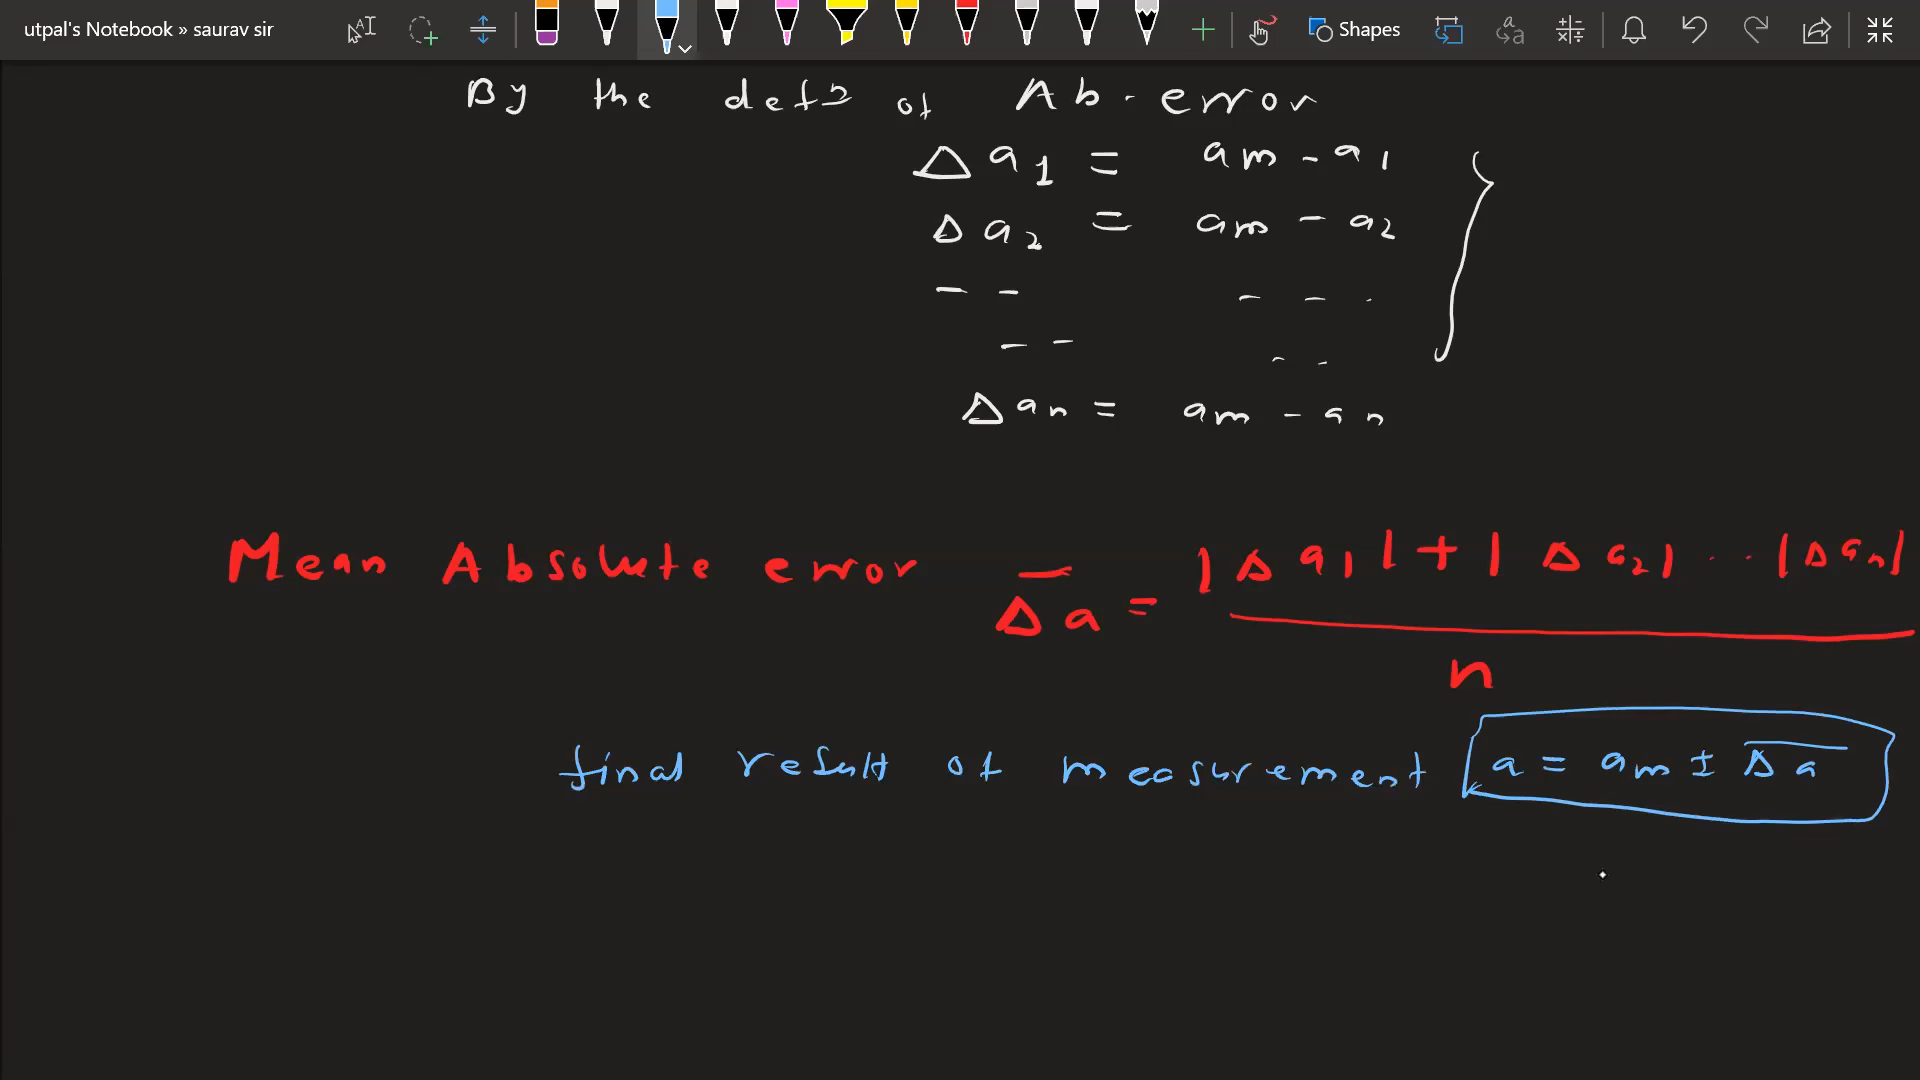 utpal's Notebook » saurav sir
Shapes
By the defn of Ab. error
Δa1 = am - a1
Δa2 = am - a2
-- ---
-- --
Δan = am - an
Mean Absolute error Δa̅ = |Δa1| + |Δa2| .. |Δan| / n
final result of measurement a = am ± Δa̅